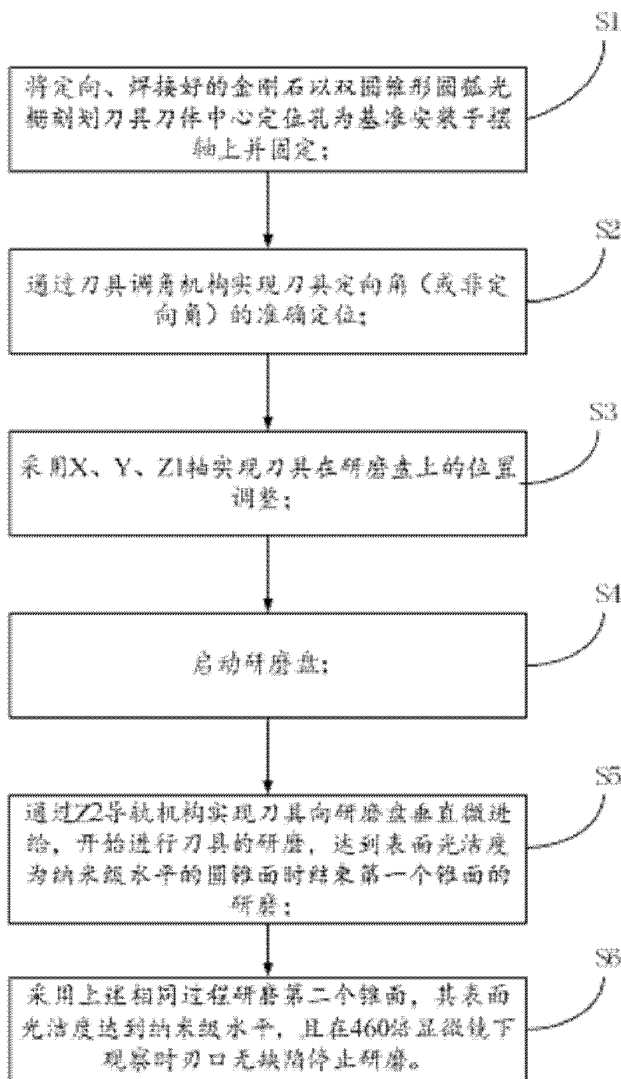 S1
将定向、焊接好的金刚石以双圆锥形圆弧光
栅刻划刀具刀体中心定位孔为基准安装于摆
轴上并固定；
S2
通过刀具调角机构实现刀具定向角（或非定
向角）的准确定位；
S3
采用X、Y、Z1轴实现刀具在研磨盘上的位置
调整；
S4
启动研磨盘；
S5
通过Z2导轨机构实现刀具向研磨盘垂直微进
给，开始进行刀具的研磨，达到表面光洁度
为纳米级水平的圆锥面时结束第一个锥面的
研磨；
S6
采用上述相同过程研磨第二个锥面，其表面
光洁度达到纳米级水平，且在460倍显微镜下
观察时刃口无缺陷停止研磨。